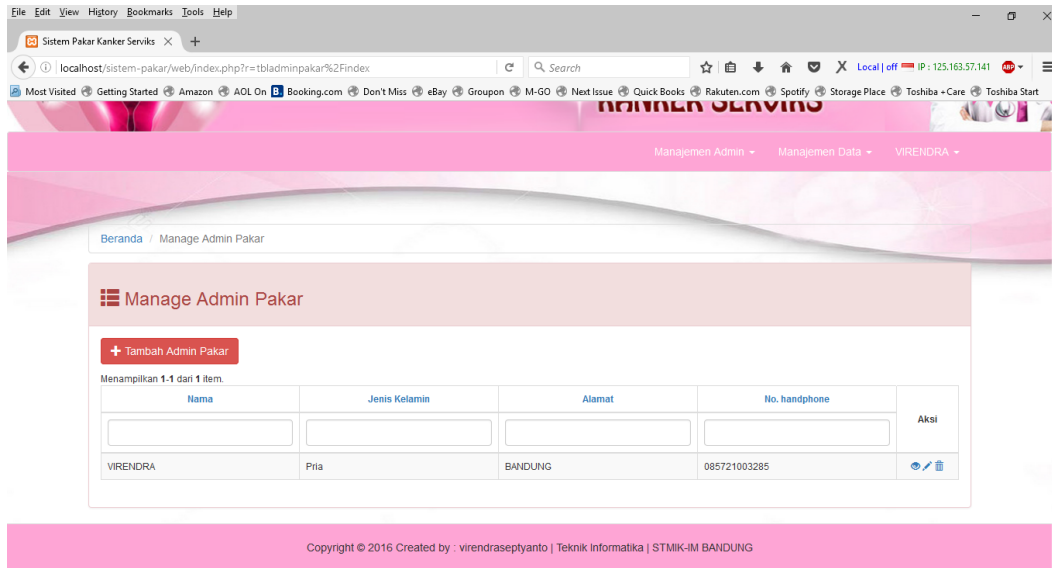 File Edit View History Bookmarks Tools Help
Sistem Pakar Kanker Serviks
localhost/sistem-pakar/web/index.php?r=tbladminpakar%2Findex Search Local | off IP : 125.163.57.141 ABP
Most Visited Getting Started Amazon AOL On B. Booking.com Don't Miss eBay Groupon M-GO Next Issue Quick Books Rakuten.com Spotify Storage Place Toshiba +Care Toshiba Start
KANKER SERVIKS
Manajemen Admin Manajemen Data VIRENDRA
Beranda / Manage Admin Pakar
Manage Admin Pakar
+ Tambah Admin Pakar
Menampilkan 1-1 dari 1 item.
Nama Jenis Kelamin Alamat No. handphone Aksi
VIRENDRA Pria BANDUNG 085721003285
Copyright © 2016 Created by : virendraseptyanto | Teknik Informatika | STMIK-IM BANDUNG